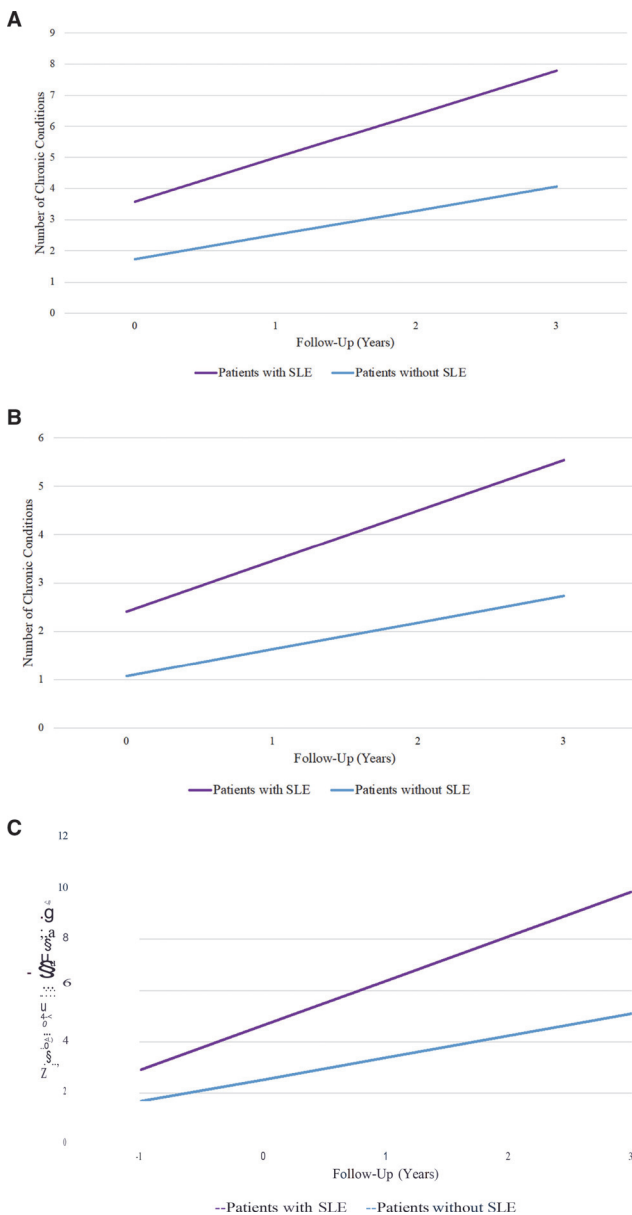 A
9
8
7
6
5
4
3
2
1
0
Number of Chronic Conditions
0 1 2 3
Follow-Up (Years)
Patients with SLE Patients without SLE
B
6
5
4
3
2
1
0
Number of Chronic Conditions
0 1 2 3
Follow-Up (Years)
Patients with SLE Patients without SLE
C
12
10
8
6
4
2
0
-1 0 1 2 3
Follow-Up (Years)
--Patients with SLE --Patients without SLE